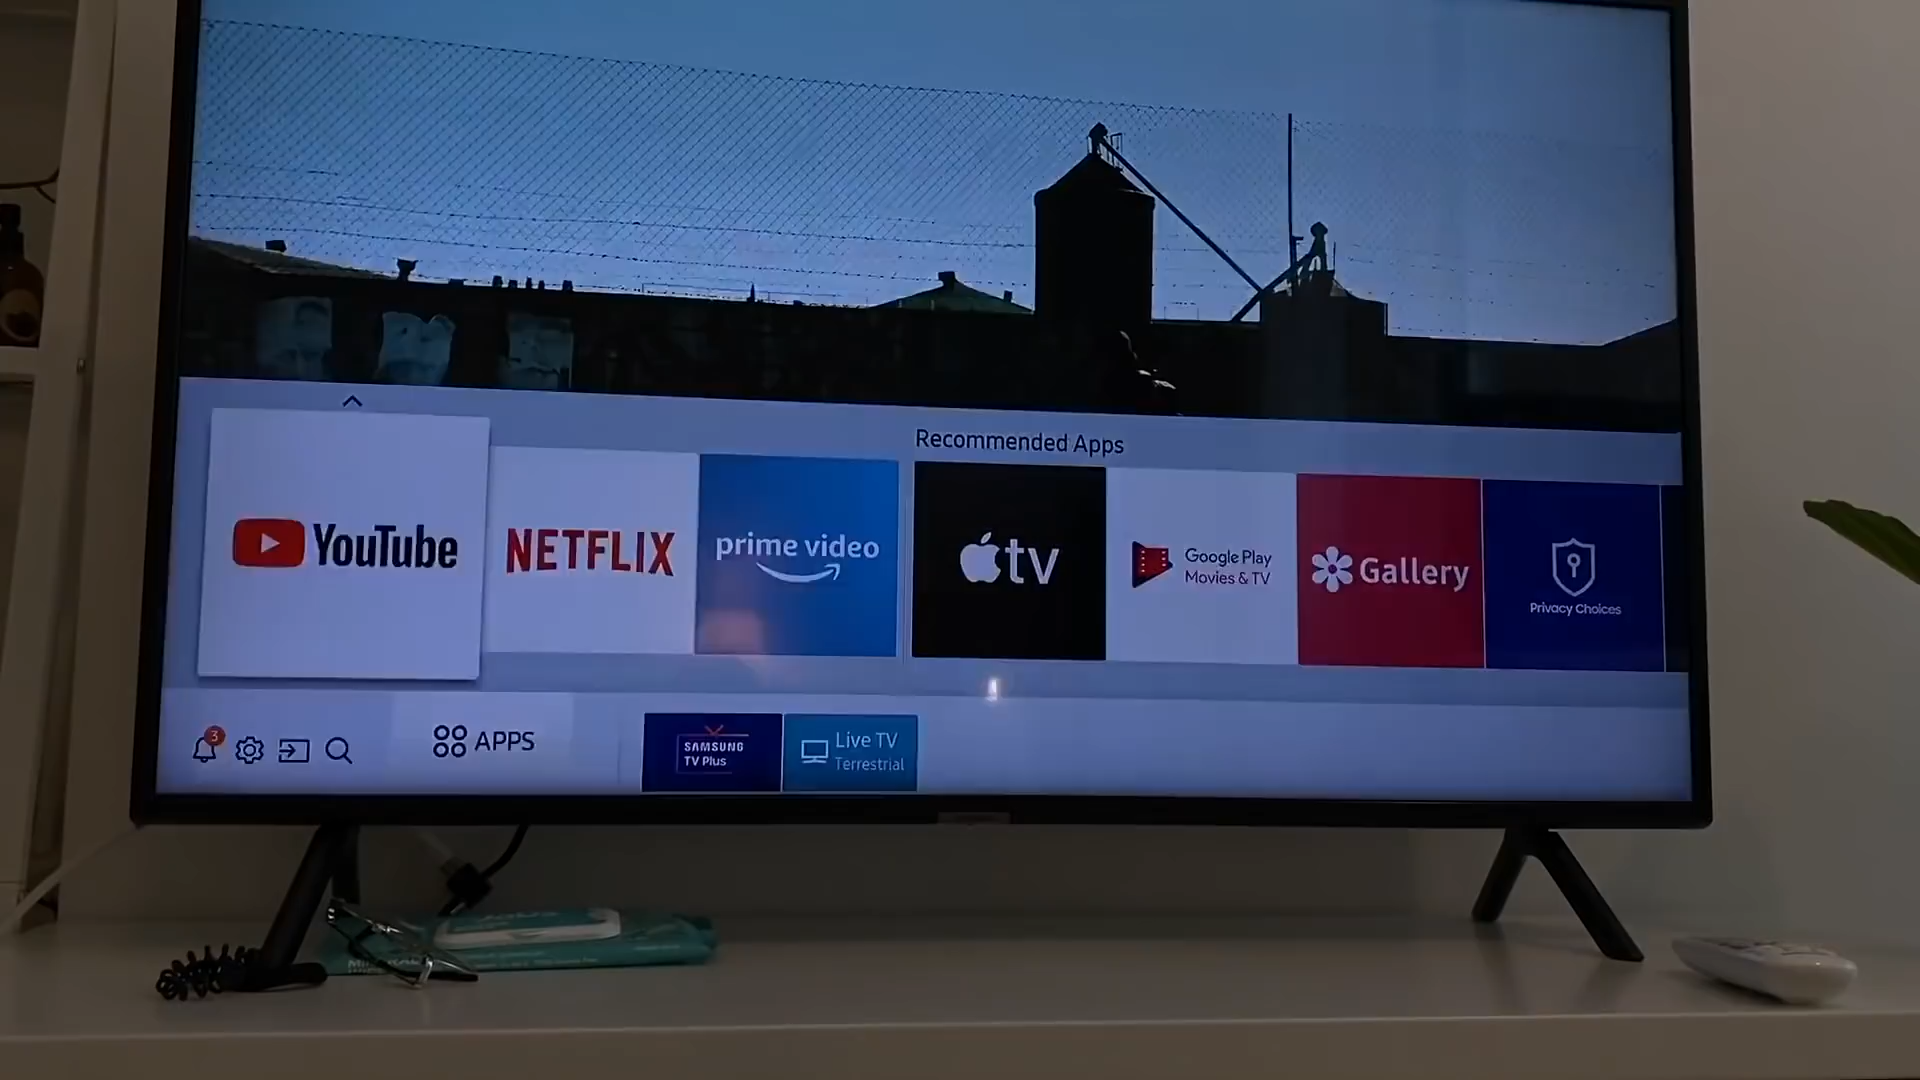 Recommended Apps
YouTube
NETFLIX
prime video
tv
Google Play
Movies & TV
Gallery
Privacy Choices
3
APPS
SAMSUNG
TV Plus
Live TV
Terrestrial